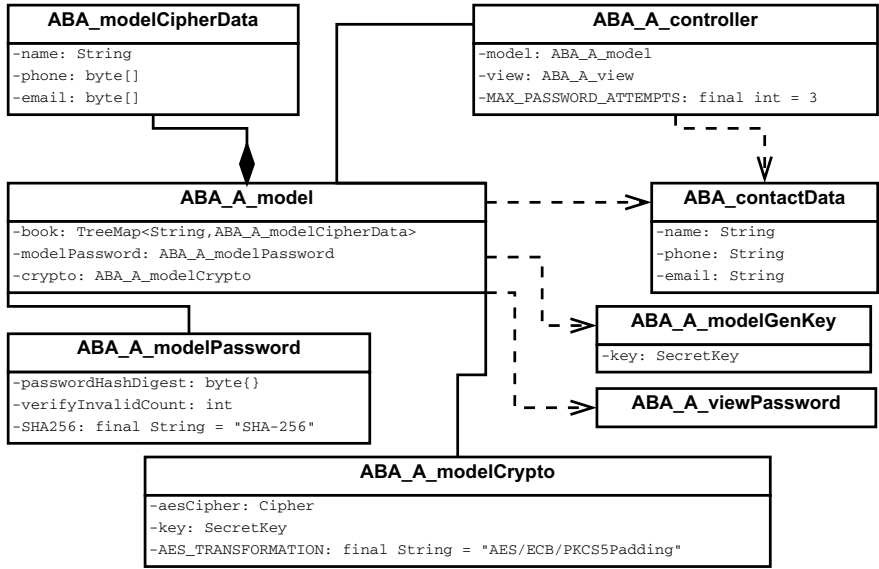 ABA_modelCipherData
-name: String
-phone: byte[]
-email: byte[]
ABA_A_controller
-model: ABA_A_model
-view: ABA_A_view
-MAX_PASSWORD_ATTEMPTS: final int = 3
ABA_A_model
-book: TreeMap<String,ABA_A_modelCipherData>
-modelPassword: ABA_A_modelPassword
-crypto: ABA_A_modelCrypto
ABA_contactData
-name: String
-phone: String
-email: String
ABA_A_modelGenKey
-key: SecretKey
ABA_A_modelPassword
-passwordHashDigest: byte{}
-verifyInvalidCount: int
-SHA256: final String = "SHA-256"
ABA_A_viewPassword
ABA_A_modelCrypto
-aesCipher: Cipher
-key: SecretKey
-AES_TRANSFORMATION: final String = "AES/ECB/PKCS5Padding"